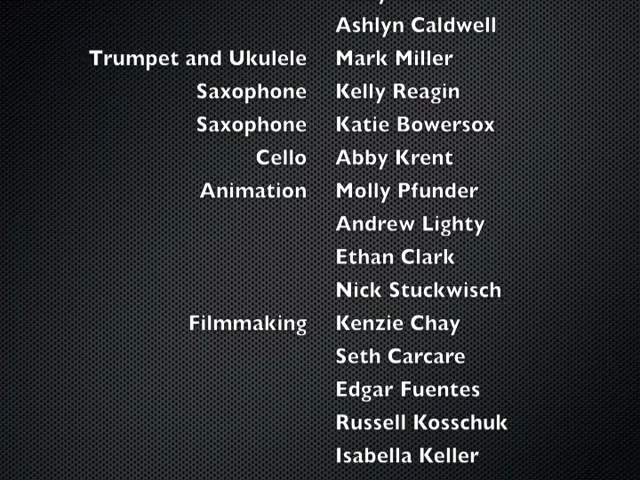 Ashlyn Caldwell
Trumpet and Ukulele Mark Miller
Saxophone Kelly Reagin
Saxophone Katie Bowersox
Cello Abby Krent
Animation Molly Pfunder
Andrew Lighty
Ethan Clark
Nick Stuckwisch
Filmmaking Kenzie Chay
Seth Carcare
Edgar Fuentes
Russell Kosschuk
Isabella Keller